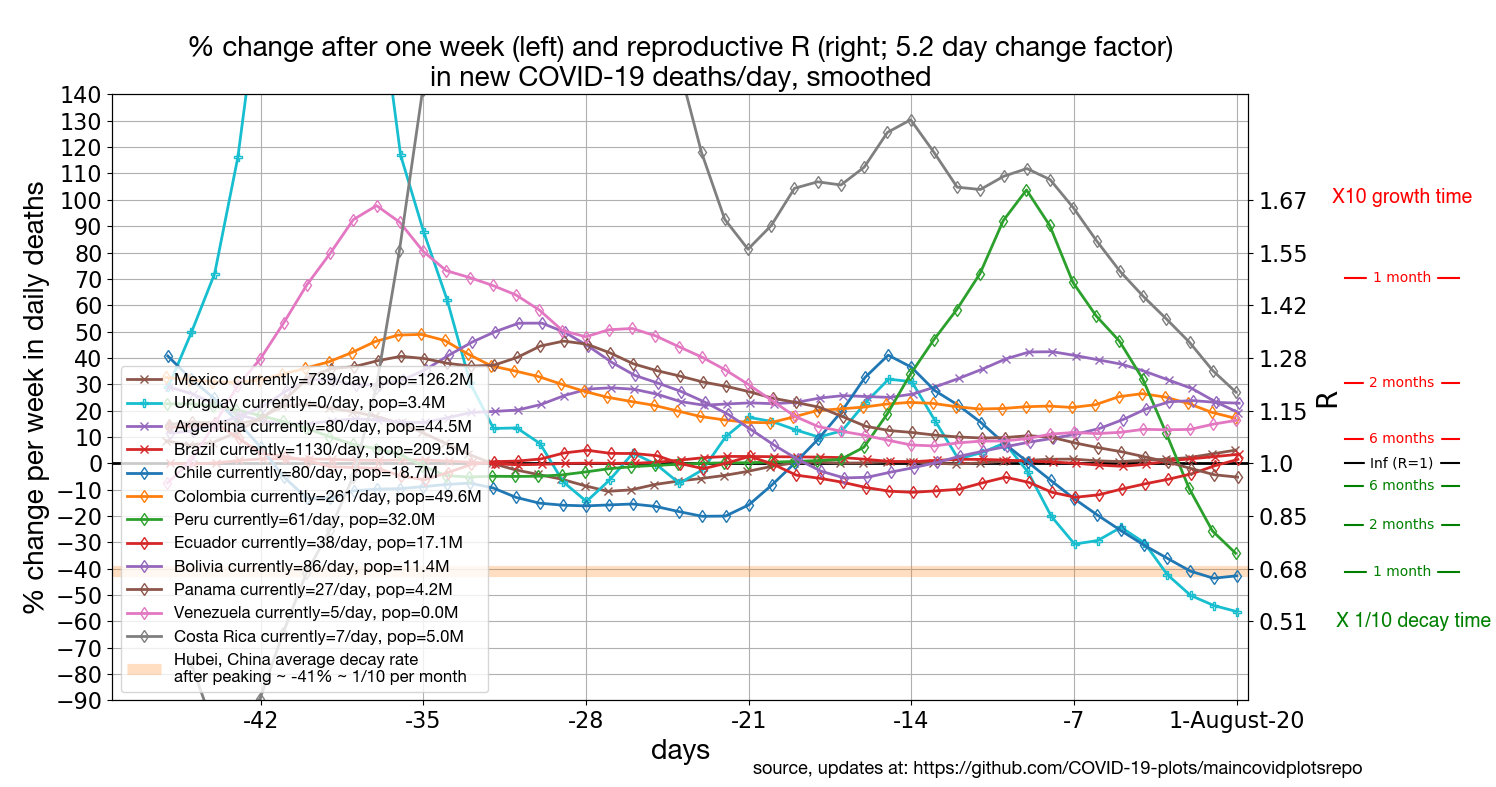 % change after one week (left) and reproductive R (right; 5.2 day change factor)
in new COVID-19 deaths/day, smoothed
% change per week in daily deaths
140
130
120
110
100
90
80
70
60
50
40
30
20
10
0
−10
−20
−30
−40
−50
−60
−70
−80
−90
Mexico currently=739/day, pop=126.2M
Uruguay currently=0/day, pop=3.4M
Argentina currently=80/day, pop=44.5M
Brazil currently=1130/day, pop=209.5M
Chile currently=80/day, pop=18.7M
Colombia currently=261/day, pop=49.6M
Peru currently=61/day, pop=32.0M
Ecuador currently=38/day, pop=17.1M
Bolivia currently=86/day, pop=11.4M
Panama currently=27/day, pop=4.2M
Venezuela currently=5/day, pop=0.0M
Costa Rica currently=7/day, pop=5.0M
Hubei, China average decay rate
after peaking ~ -41% ~ 1/10 per month
-42
-35
-28
-21
-14
-7
1-August-20
days
1.67
1.55
1.42
1.28
1.15
1.0
0.85
0.68
0.51
R
X10 growth time
1 month
2 months
6 months
Inf (R=1)
6 months
2 months
1 month
X 1/10 decay time
source, updates at: https://github.com/COVID-19-plots/maincovidplotsrepo